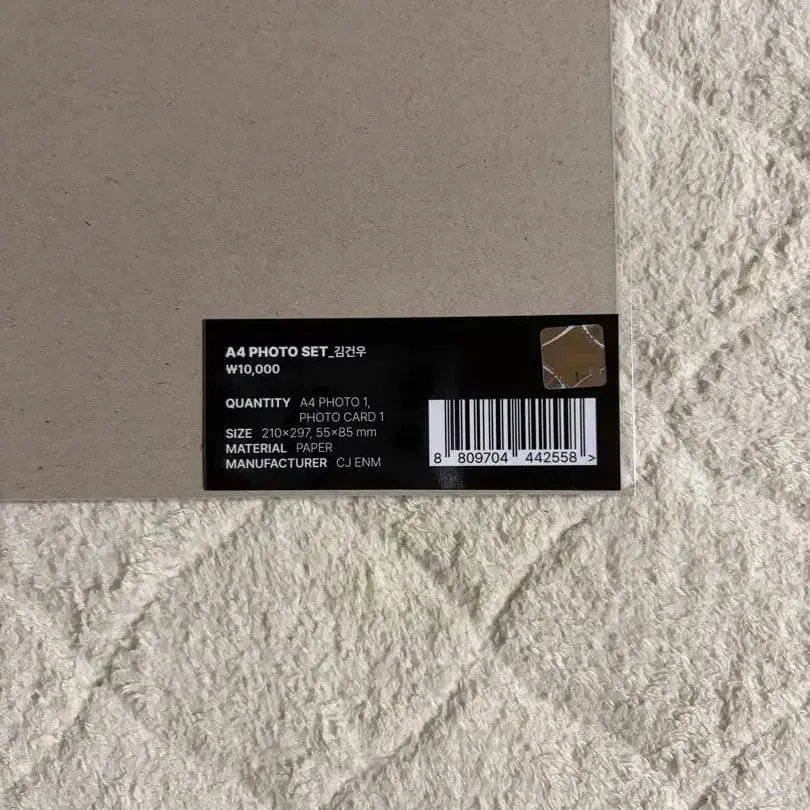 A4 PHOTO SET_김건우
₩10,000
QUANTITY A4 PHOTO 1,
PHOTO CARD 1
SIZE 210×297, 55×85 mm
MATERIAL PAPER
MANUFACTURER CJ ENM
8 809704 442558 >